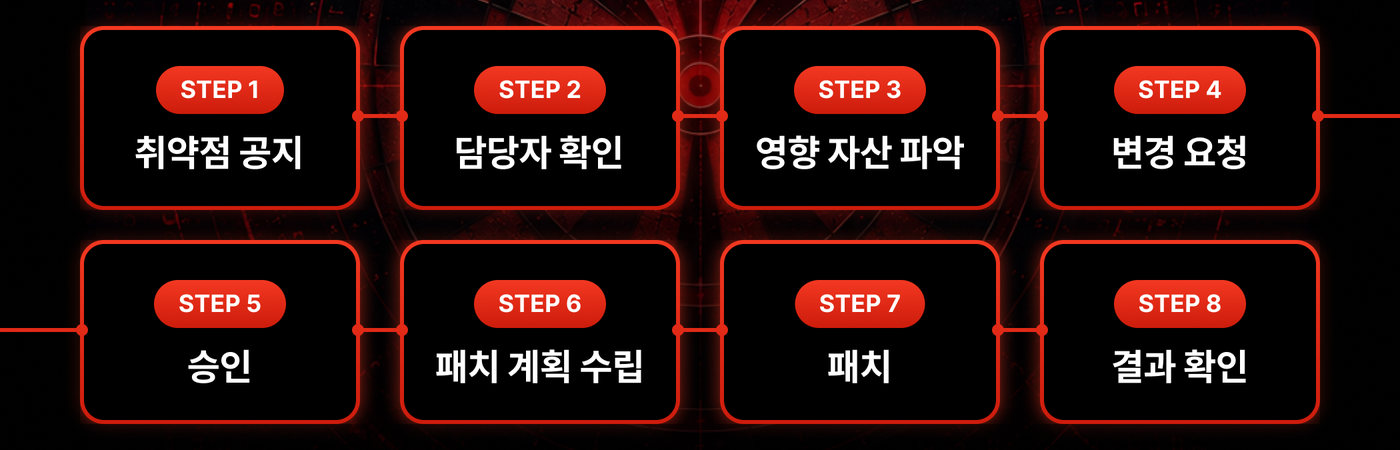 STEP 1
취약점 공지
STEP 2
담당자 확인
STEP 3
영향 자산 파악
STEP 4
변경 요청
STEP 5
승인
STEP 6
패치 계획 수립
STEP 7
패치
STEP 8
결과 확인